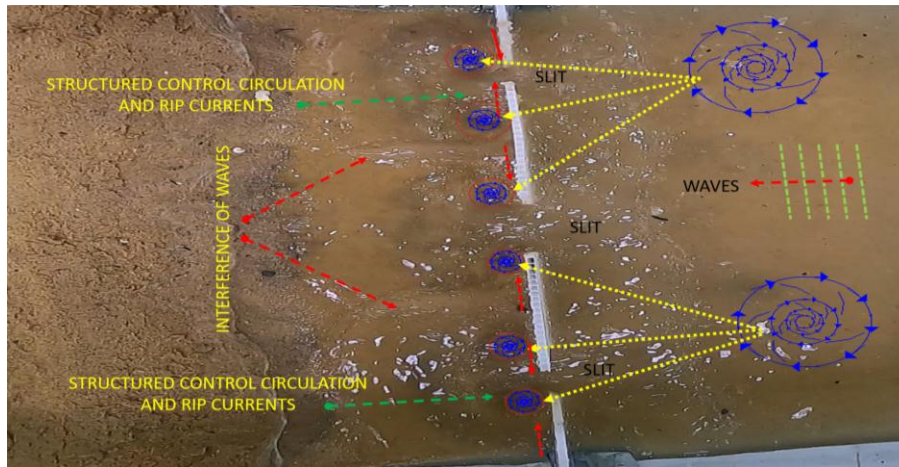 STRUCTURED CONTROL CIRCULATION
AND RIP CURRENTS
SLIT
INTERFERENCE OF WAVES
WAVES
SLIT
SLIT
STRUCTURED CONTROL CIRCULATION
AND RIP CURRENTS